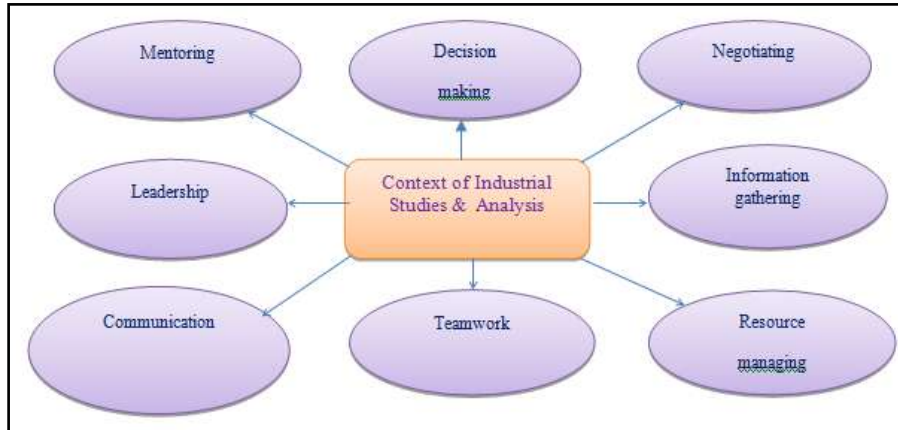 Mentoring
Decision
making
Negotiating
Leadership
Context of Industrial
Studies & Analysis
Information
gathering
Communication
Teamwork
Resource
managing